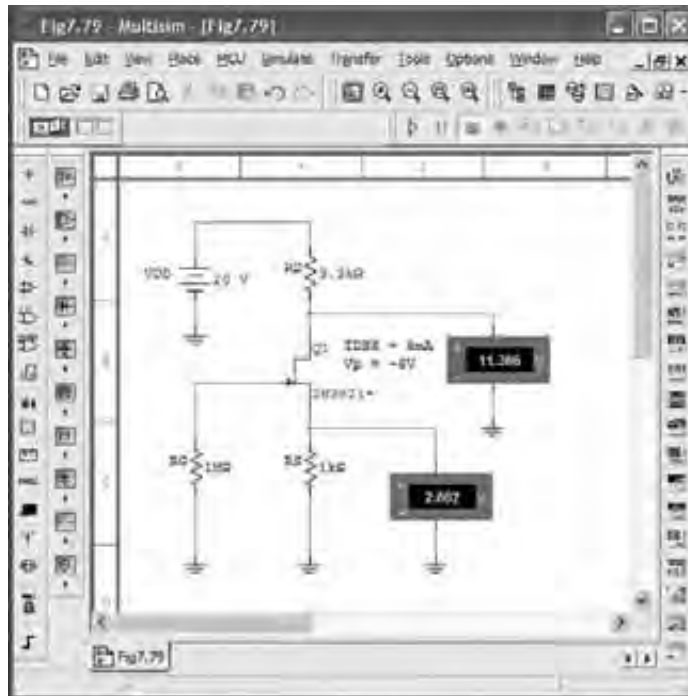 Fig7.79 - Multisim - [Fig7.79]
File Edit View Place MCU Simulate Transfer Tools Options Window Help
VDD
20 V
RD
3.3kΩ
Q1
IDSS = 8mA
Vp = -6V
11.386
RG
1MΩ
RS
1kΩ
2.602
Fig7.79